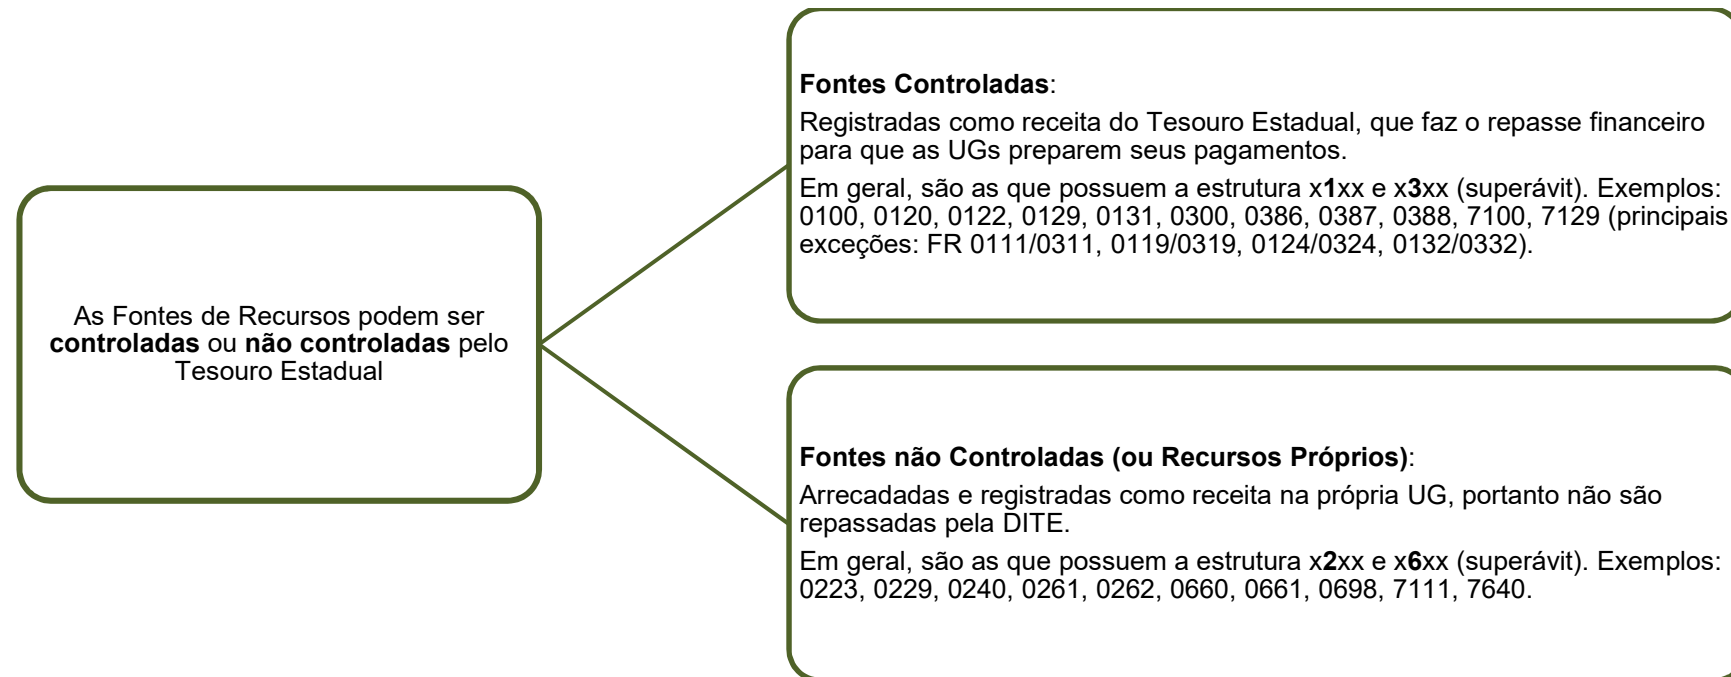 As Fontes de Recursos podem ser
controladas ou não controladas pelo
Tesouro Estadual
Fontes Controladas:
Registradas como receita do Tesouro Estadual, que faz o repasse financeiro
para que as UGs preparem seus pagamentos.
Em geral, são as que possuem a estrutura x1xx e x3xx (superávit). Exemplos:
0100, 0120, 0122, 0129, 0131, 0300, 0386, 0387, 0388, 7100, 7129 (principais
exceções: FR 0111/0311, 0119/0319, 0124/0324, 0132/0332).
Fontes não Controladas (ou Recursos Próprios):
Arrecadadas e registradas como receita na própria UG, portanto não são
repassadas pela DITE.
Em geral, são as que possuem a estrutura x2xx e x6xx (superávit). Exemplos:
0223, 0229, 0240, 0261, 0262, 0660, 0661, 0698, 7111, 7640.